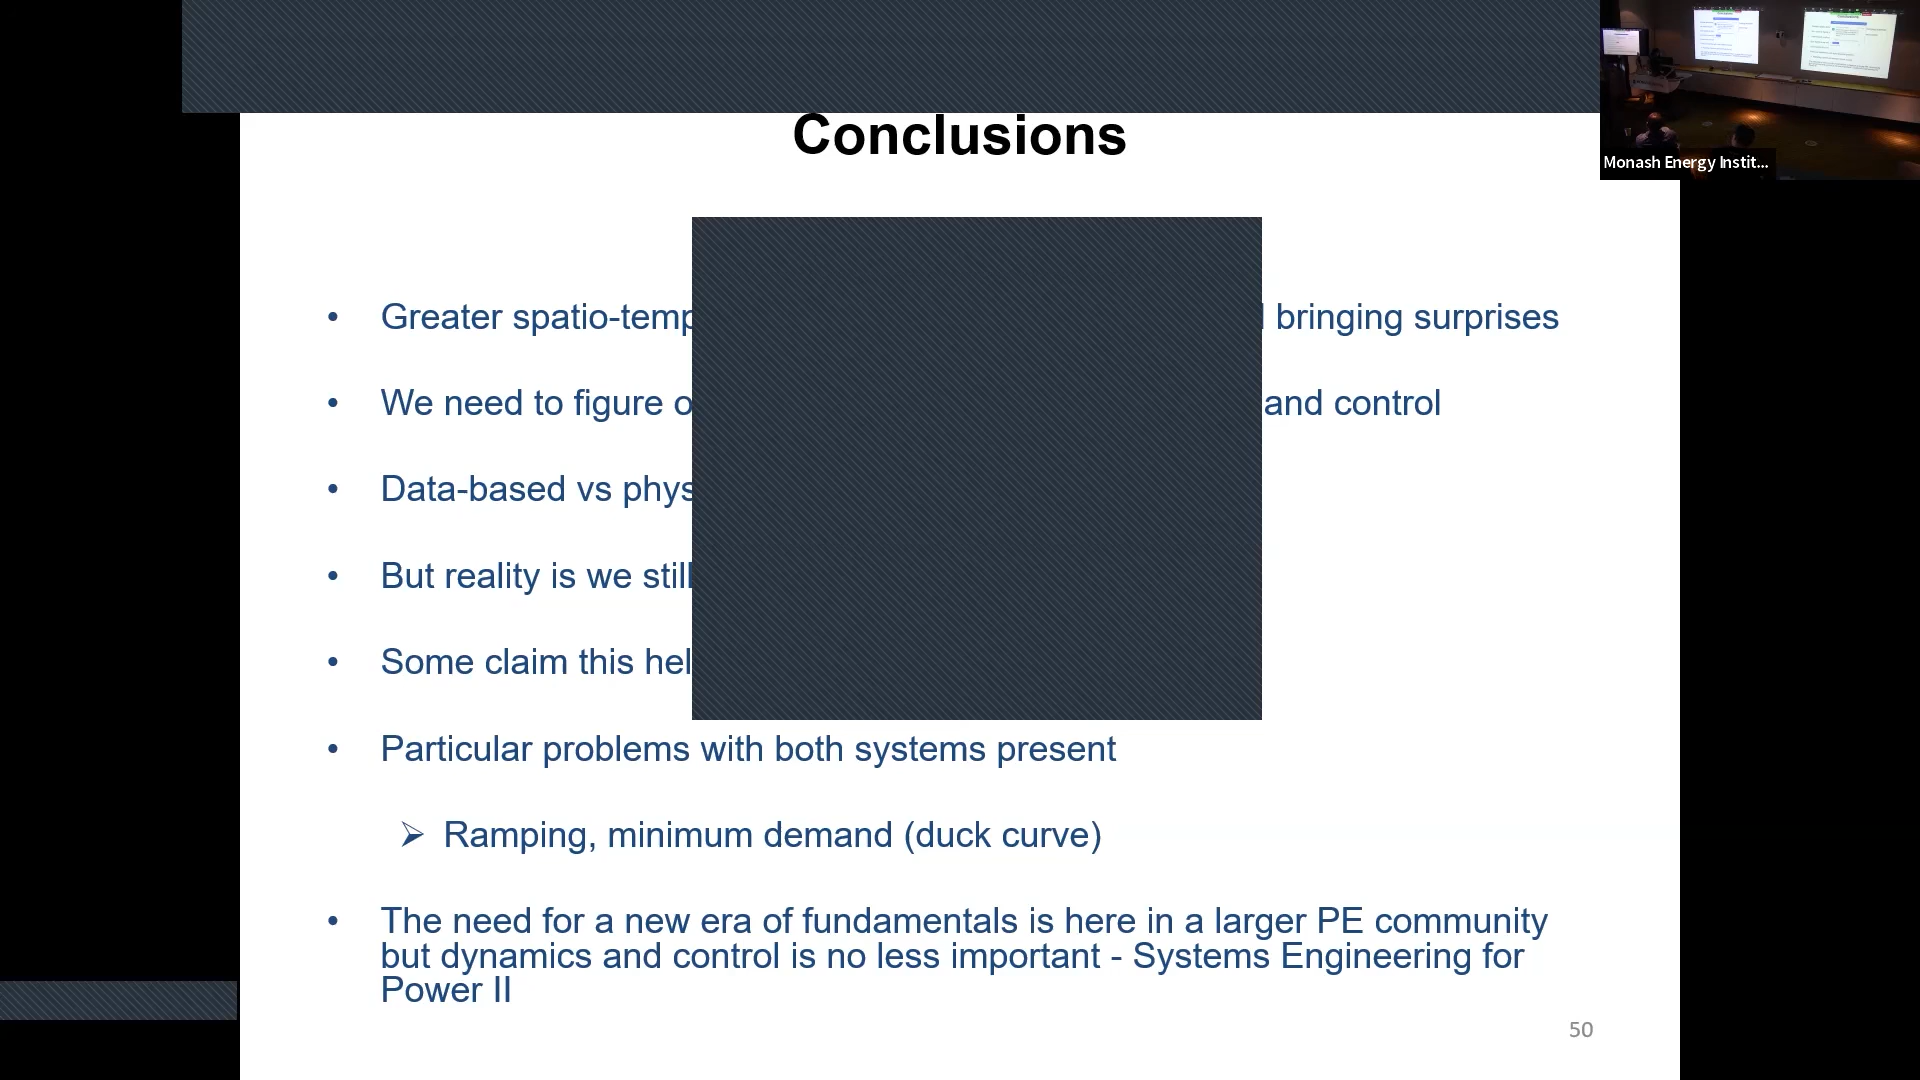 Conclusions
Monash Energy Instit...
• Greater spatio-temp bringing surprises
• We need to figure and control
• Data-based vs phys
• But reality is we still
• Some claim this hel
• Particular problems with both systems present
➢ Ramping, minimum demand (duck curve)
• The need for a new era of fundamentals is here in a larger PE community
but dynamics and control is no less important - Systems Engineering for
Power II
50